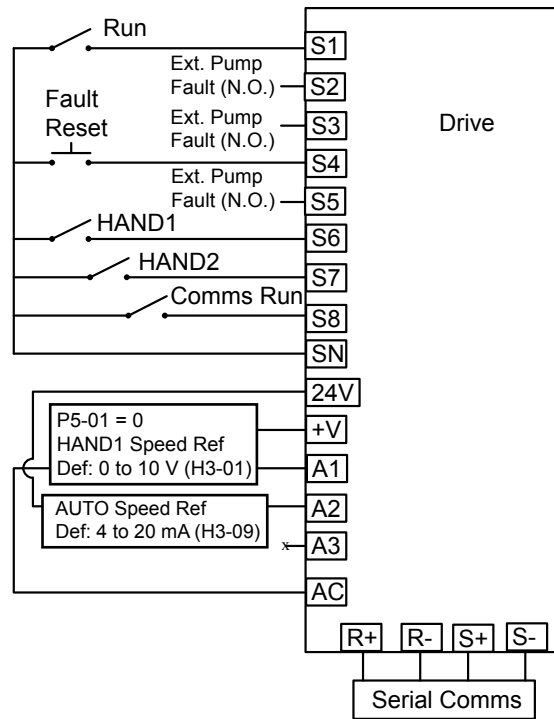 Run
S1
Ext. Pump
Fault (N.O.)
S2
Ext. Pump
Fault (N.O.)
S3
Drive
Fault
Reset
S4
Ext. Pump
Fault (N.O.)
S5
HAND1
S6
HAND2
S7
Comms Run
S8
SN
24V
P5-01 = 0
HAND1 Speed Ref
Def: 0 to 10 V (H3-01)
+V
A1
AUTO Speed Ref
Def: 4 to 20 mA (H3-09)
A2
x
A3
AC
R+ R- S+ S-
Serial Comms